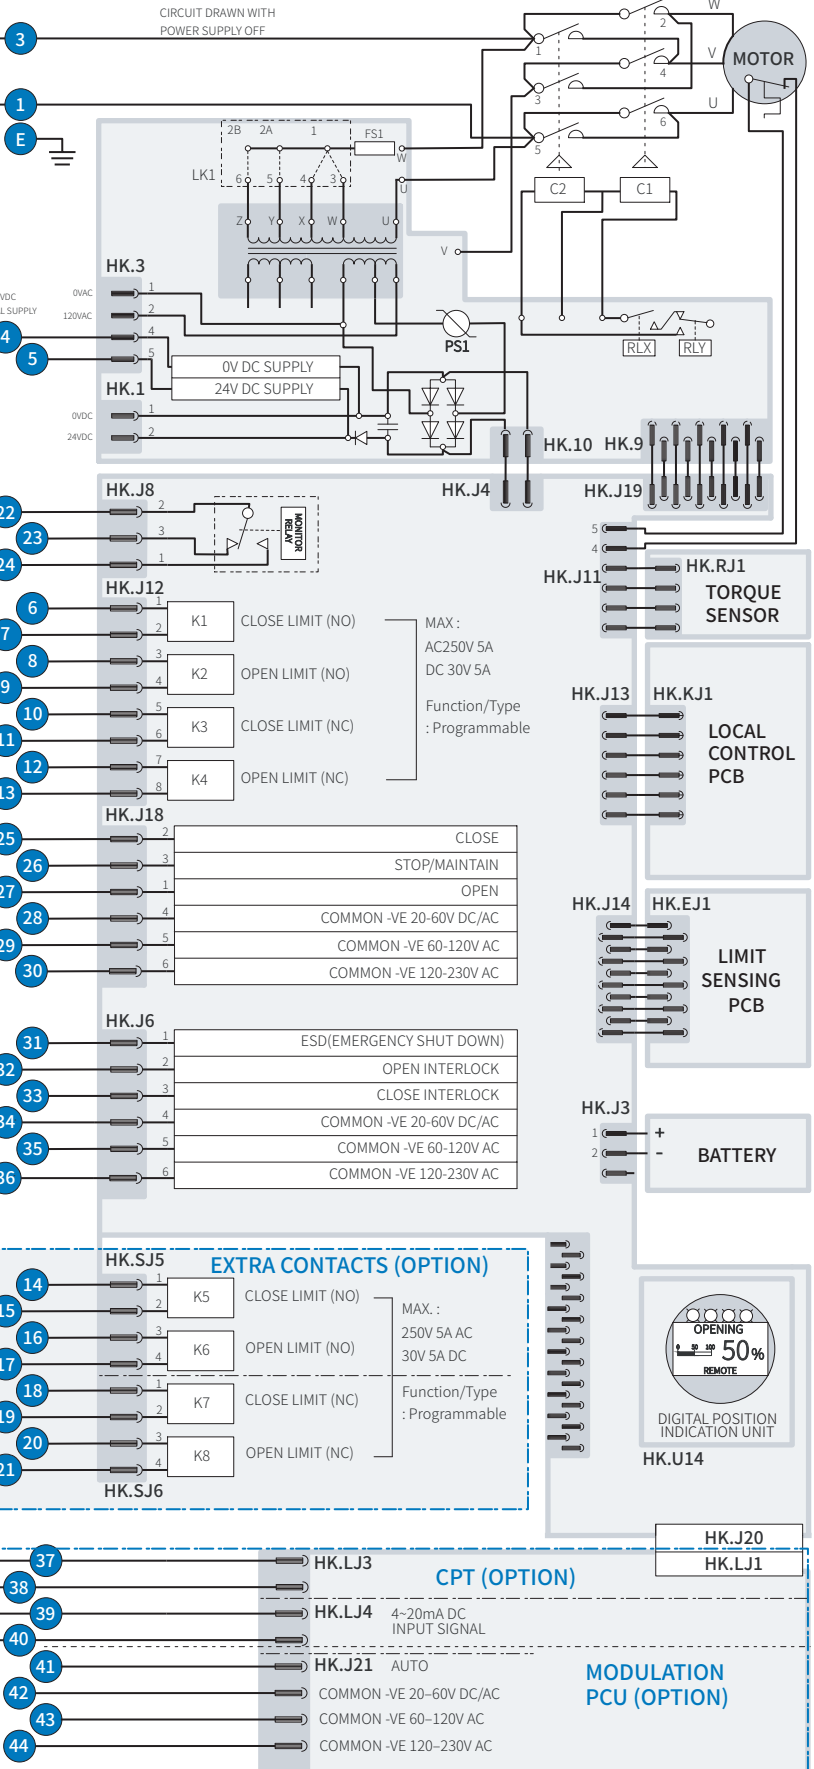 CIRCUIT DRAWN WITH
POWER SUPPLY OFF
3
1
E
W
2
1
V
4
3
U
6
5
MOTOR
LK1
2B 2A 1
FS1
W
6 5 4 3
U
Z Y X W U
C2 C1
V
HK.3
VDC
L SUPPLY
0VAC 1
120VAC 2
4 4
5 5
0V DC SUPPLY
24V DC SUPPLY
PS1
RLX RLY
HK.1
0VDC 1
24VDC 2
HK.10 HK.9
HK.J4 HK.J19
HK.J8
22 2
23 3
24 1
MONITOR
RELAY
5
4
HK.J11
HK.RJ1
TORQUE
SENSOR
HK.J12
6 1
7 2
K1 CLOSE LIMIT (NO)
8 3
9 4
K2 OPEN LIMIT (NO)
10 5
11 6
K3 CLOSE LIMIT (NC)
12 7
13 8
K4 OPEN LIMIT (NC)
MAX :
AC250V 5A
DC 30V 5A
Function/Type
: Programmable
HK.J13 HK.KJ1
LOCAL
CONTROL
PCB
HK.J18
25 2 CLOSE
26 3 STOP/MAINTAIN
27 1 OPEN
28 4 COMMON -VE 20-60V DC/AC
29 5 COMMON -VE 60-120V AC
30 6 COMMON -VE 120-230V AC
HK.J14 HK.EJ1
LIMIT
SENSING
PCB
HK.J6
31 1 ESD(EMERGENCY SHUT DOWN)
32 2 OPEN INTERLOCK
33 3 CLOSE INTERLOCK
34 4 COMMON -VE 20-60V DC/AC
35 5 COMMON -VE 60-120V AC
36 6 COMMON -VE 120-230V AC
HK.J3
1 +
2 -
BATTERY
HK.SJ5
EXTRA CONTACTS (OPTION)
14 1
15 2
K5 CLOSE LIMIT (NO)
16 3
17 4
K6 OPEN LIMIT (NO)
18 1
19 2
K7 CLOSE LIMIT (NC)
20 3
21 4
K8 OPEN LIMIT (NC)
HK.SJ6
MAX. :
250V 5A AC
30V 5A DC
Function/Type
: Programmable
OPENING
0 50 100
50%
REMOTE
DIGITAL POSITION
INDICATION UNIT
HK.U14
HK.J20
HK.LJ1
37 HK.LJ3
38
CPT (OPTION)
39 HK.LJ4 4~20mA DC
INPUT SIGNAL
40
41 HK.J21 AUTO
42 COMMON -VE 20–60V DC/AC
43 COMMON -VE 60–120V AC
44 COMMON -VE 120–230V AC
MODULATION
PCU (OPTION)